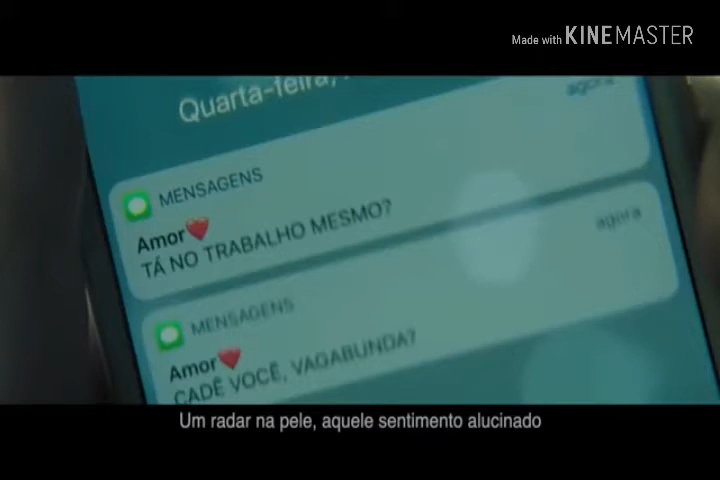 Made with KINEMASTER
Quarta-feira,
agora
MENSAGENS
Amor❤️
TÁ NO TRABALHO MESMO?
agora
MENSAGENS
Amor❤️
CADÊ VOCÊ, VAGABUNDA?
Um radar na pele, aquele sentimento alucinado